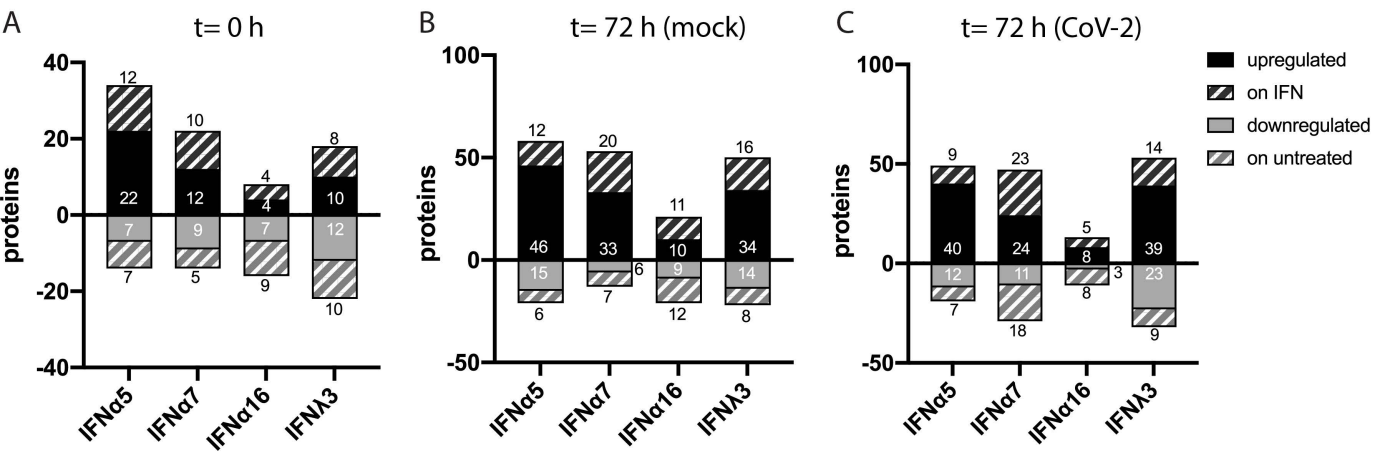 A
t= 0 h
proteins
40
20
0
-20
-40
12
10
4
8
22
12
4
10
7
9
7
12
7
5
9
10
IFNα5
IFNα7
IFNα16
IFNλ3
B
t= 72 h (mock)
proteins
100
50
0
-50
12
20
11
16
46
33
10
34
15
6
9
14
6
7
12
8
IFNα5
IFNα7
IFNα16
IFNλ3
C
t= 72 h (CoV-2)
proteins
100
50
0
-50
9
23
5
14
40
24
8
39
12
11
3
23
7
18
8
9
IFNα5
IFNα7
IFNα16
IFNλ3
upregulated
on IFN
downregulated
on untreated